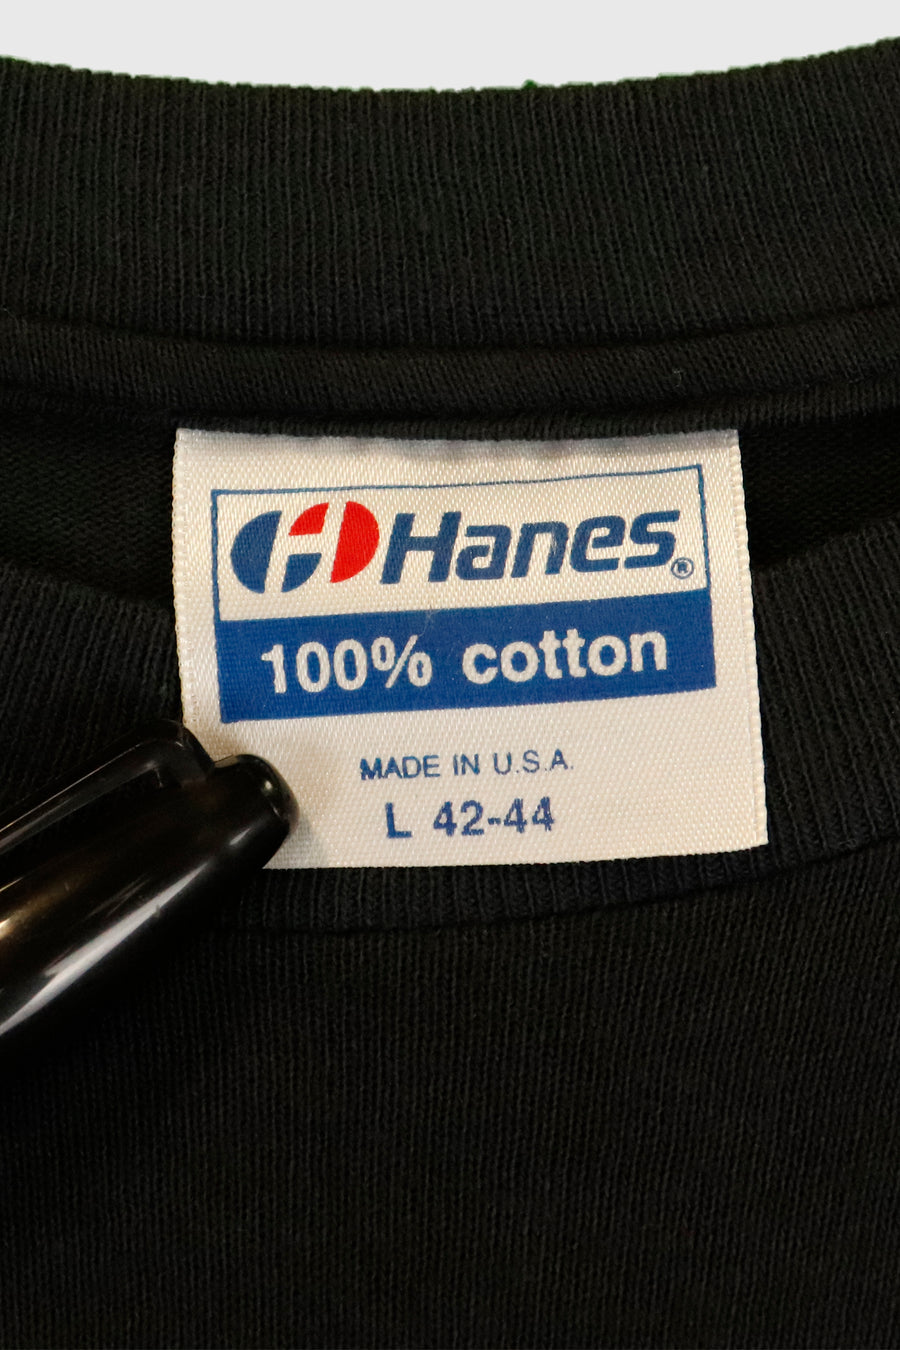 Hanes®
100% cotton
MADE IN U.S.A.
L 42-44